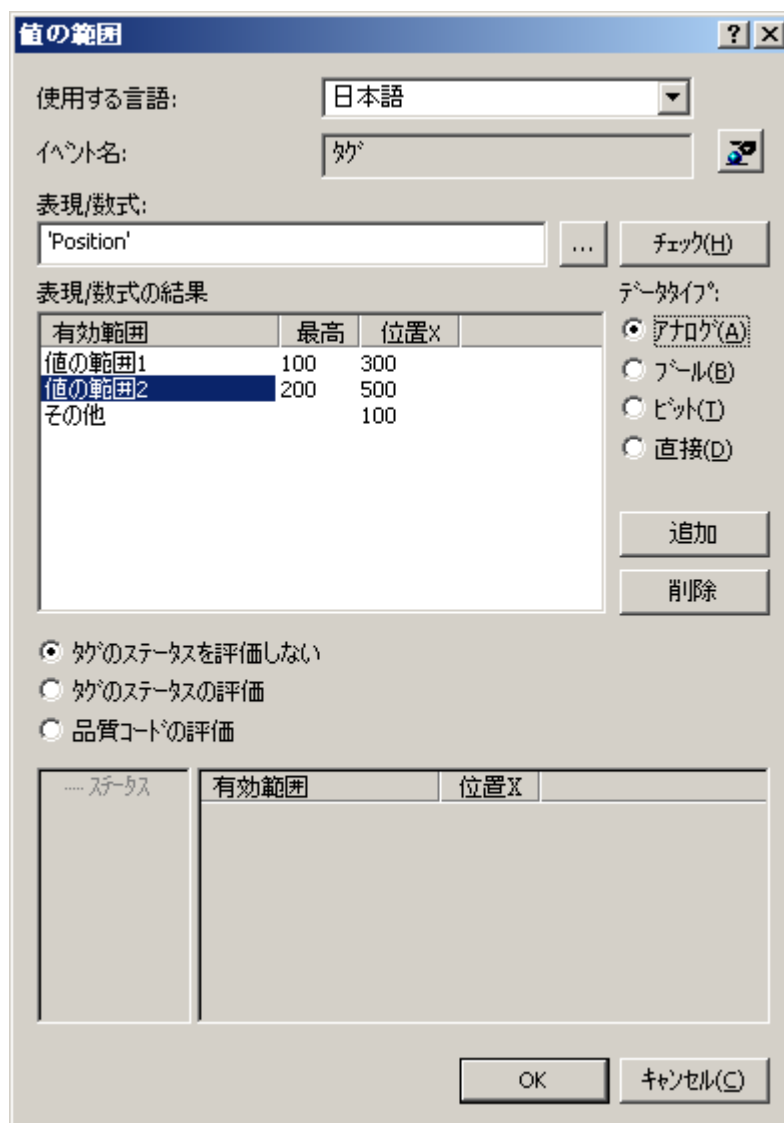 値の範囲
使用する言語: 日本語
ｲﾍﾞﾝﾄ名: ﾀｸﾞ
表現/数式:
'Position' ... ﾁｪｯｸ(H)
表現/数式の結果 ﾃﾞｰﾀﾀｲﾌﾟ:
有効範囲 最高 位置X
値の範囲1 100 300
値の範囲2 200 500
その他 100
ｱﾅﾛｸﾞ(A)
ﾌﾞｰﾙ(B)
ﾋﾞｯﾄ(T)
直接(D)
追加
削除
ﾀｸﾞのｽﾃｰﾀｽを評価しない
ﾀｸﾞのｽﾃｰﾀｽの評価
品質ｺｰﾄﾞの評価
ｽﾃｰﾀｽ 有効範囲 位置X
OK ｷｬﾝｾﾙ(C)